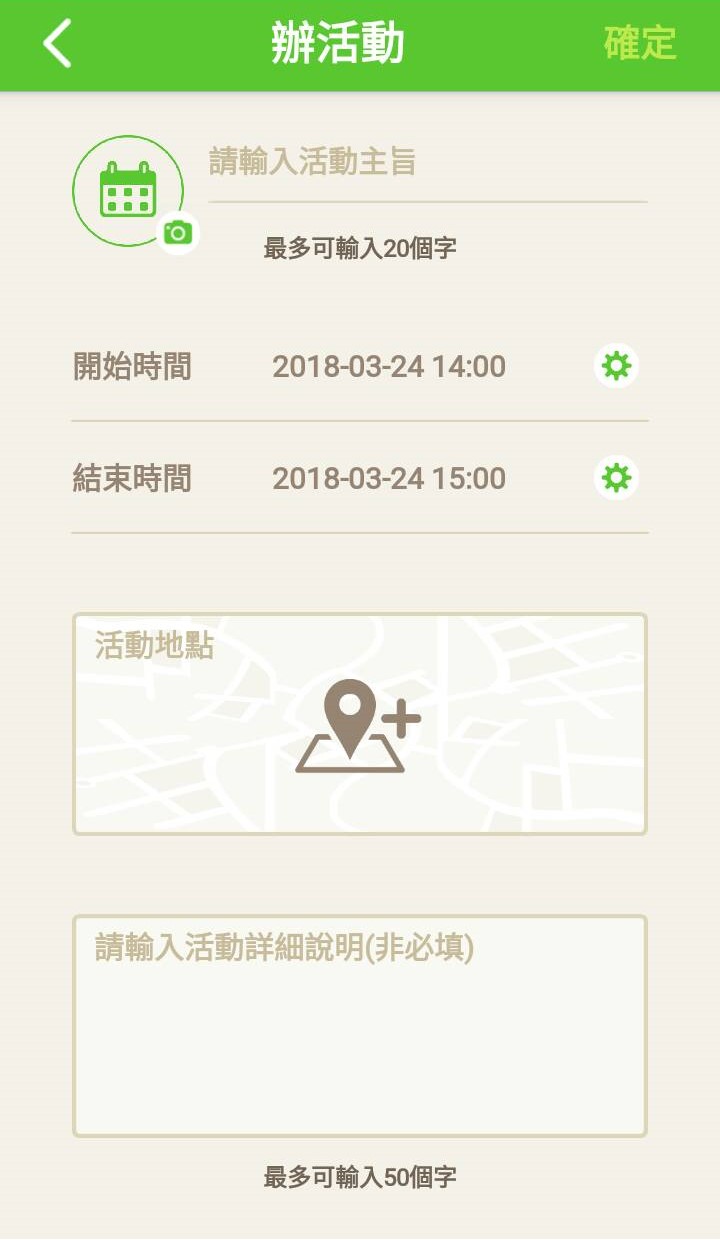 辦活動
確定
請輸入活動主旨
最多可輸入20個字
開始時間 2018-03-24 14:00
結束時間 2018-03-24 15:00
活動地點
請輸入活動詳細說明(非必填)
最多可輸入50個字